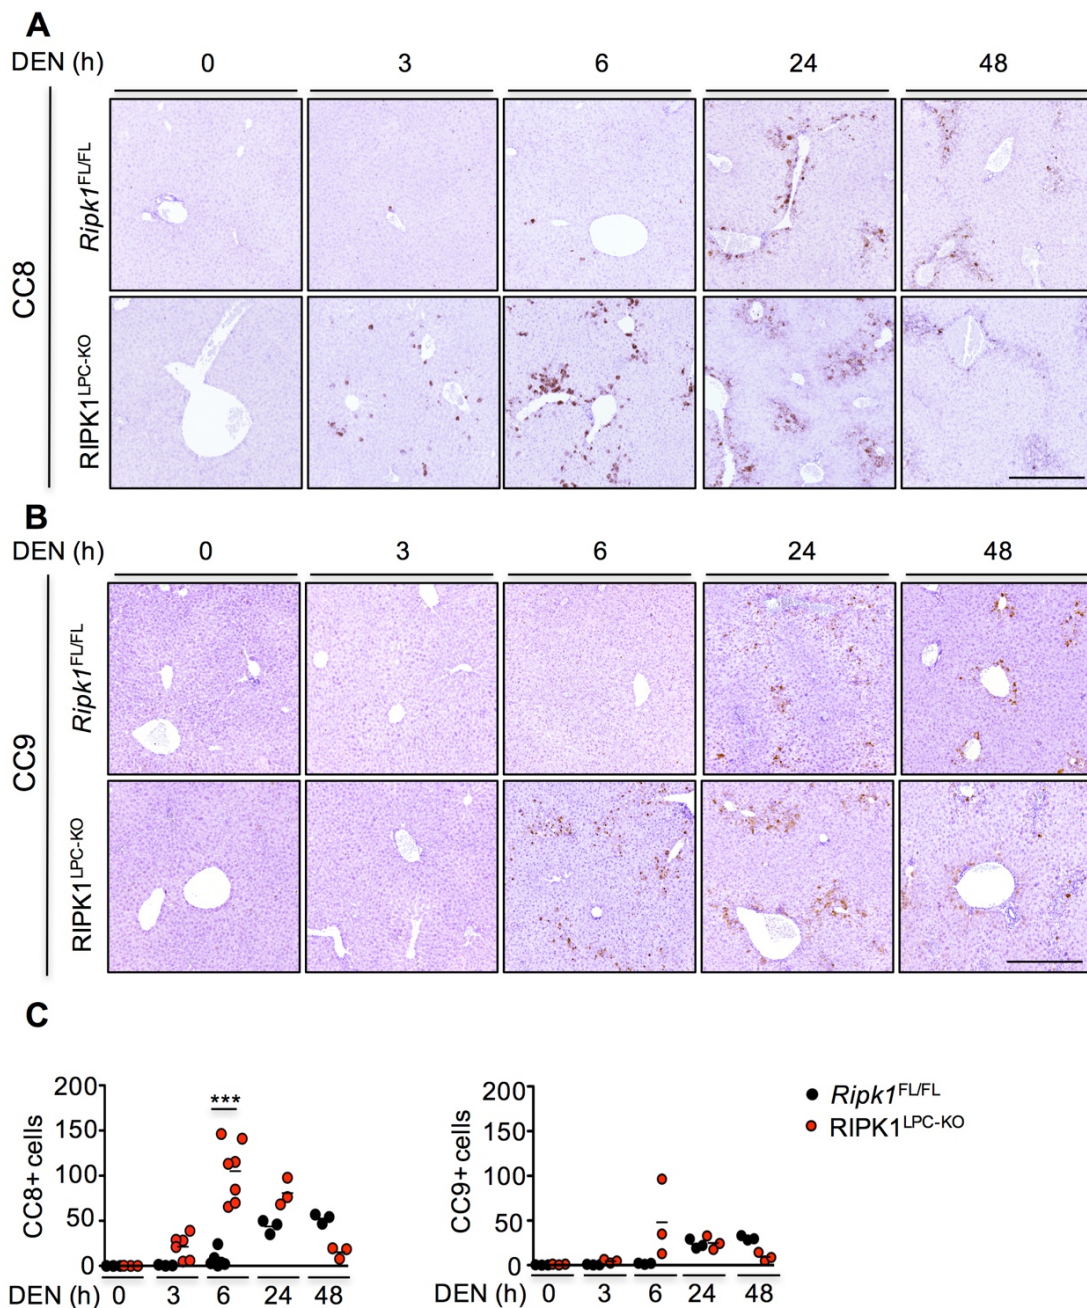 A
DEN (h) 0 3 6 24 48
CC8
Ripk1FL/FL
RIPK1LPC-KO
B
DEN (h) 0 3 6 24 48
CC9
Ripk1FL/FL
RIPK1LPC-KO
C
CC8+ cells
200
150
100
50
0
***
DEN (h) 0 3 6 24 48
CC9+ cells
200
150
100
50
0
DEN (h) 0 3 6 24 48
Ripk1FL/FL
RIPK1LPC-KO